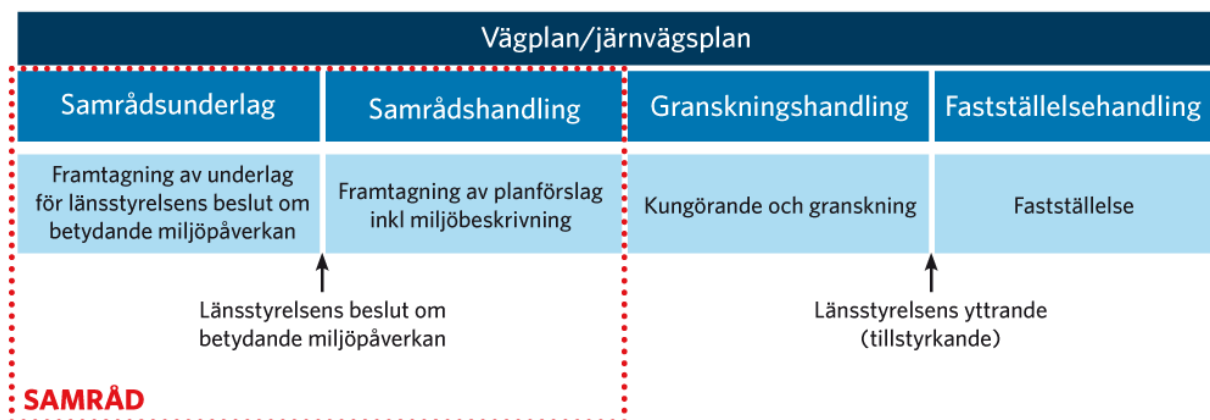 Vägplan/järnvägsplan
Samrådsunderlag
Samrådshandling
Granskningshandling
Fastställelsehandling
Framtagning av underlag
för länsstyrelsens beslut om
betydande miljöpåverkan
Framtagning av planförslag
inkl miljöbeskrivning
Kungörande och granskning
Fastställelse
Länsstyrelsens beslut om
betydande miljöpåverkan
Länsstyrelsens yttrande
(tillstyrkande)
SAMRÅD